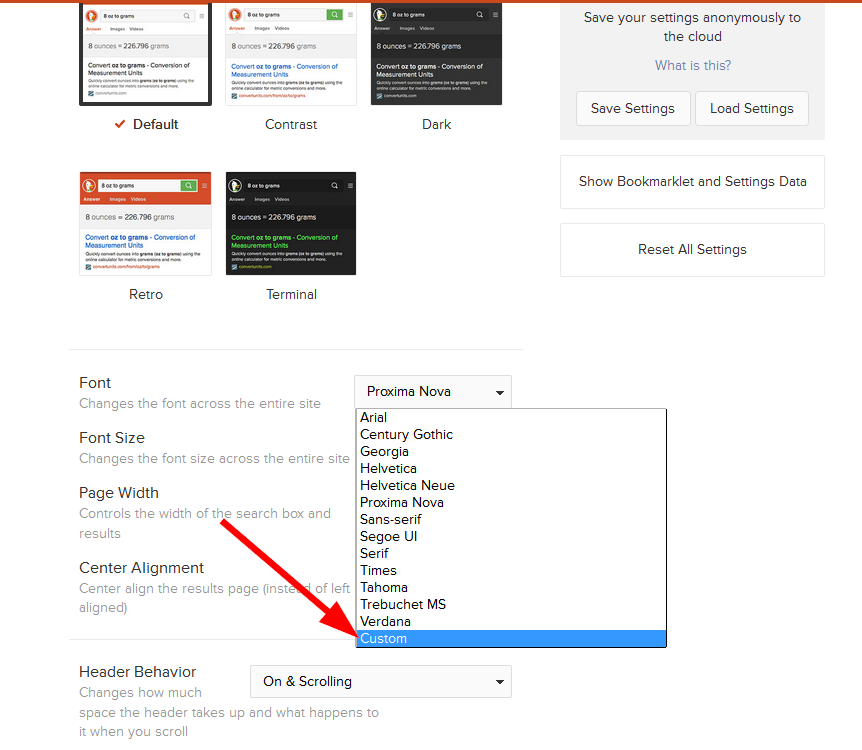 8 oz to grams
Answer Images Videos
8 ounces = 226.796 grams
Convert oz to grams - Conversion of
Measurement Units
Quickly convert ounces into grams (oz to grams) using the
online calculator for metric conversions and more.
convertunits.com
Default
8 oz to grams
Answer Images Videos
8 ounces = 226.796 grams
Convert oz to grams - Conversion of
Measurement Units
Quickly convert ounces into grams (oz to grams) using the
online calculator for metric conversions and more.
convertunits.com/from/oz/to/grams
Contrast
8 oz to grams
Answer Images Videos
8 ounces = 226.796 grams
Convert oz to grams - Conversion of
Measurement Units
Quickly convert ounces into grams (oz to grams) using the
online calculator for metric conversions and more.
convertunits.com
Dark
8 oz to grams
Answer Images Videos
8 ounces = 226.796 grams
Convert oz to grams - Conversion of
Measurement Units
Quickly convert ounces into grams (oz to grams) using the
online calculator for metric conversions and more.
convertunits.com/from/oz/to/grams
Retro
8 oz to grams
Answer Images Videos
8 ounces = 226.796 grams
Convert oz to grams - Conversion of
Measurement Units
Quickly convert ounces into grams (oz to grams) using the
online calculator for metric conversions and more.
convertunits.com
Terminal
Save your settings anonymously to
the cloud
What is this?
Save Settings
Load Settings
Show Bookmarklet and Settings Data
Reset All Settings
Font
Changes the font across the entire site
Proxima Nova
Arial
Century Gothic
Georgia
Helvetica
Helvetica Neue
Proxima Nova
Sans-serif
Segoe UI
Serif
Times
Tahoma
Trebuchet MS
Verdana
Custom
Font Size
Changes the font size across the entire site
Page Width
Controls the width of the search box and
results
Center Alignment
Center align the results page (instead of left
aligned)
Header Behavior
Changes how much
space the header takes up and what happens to
it when you scroll
On & Scrolling